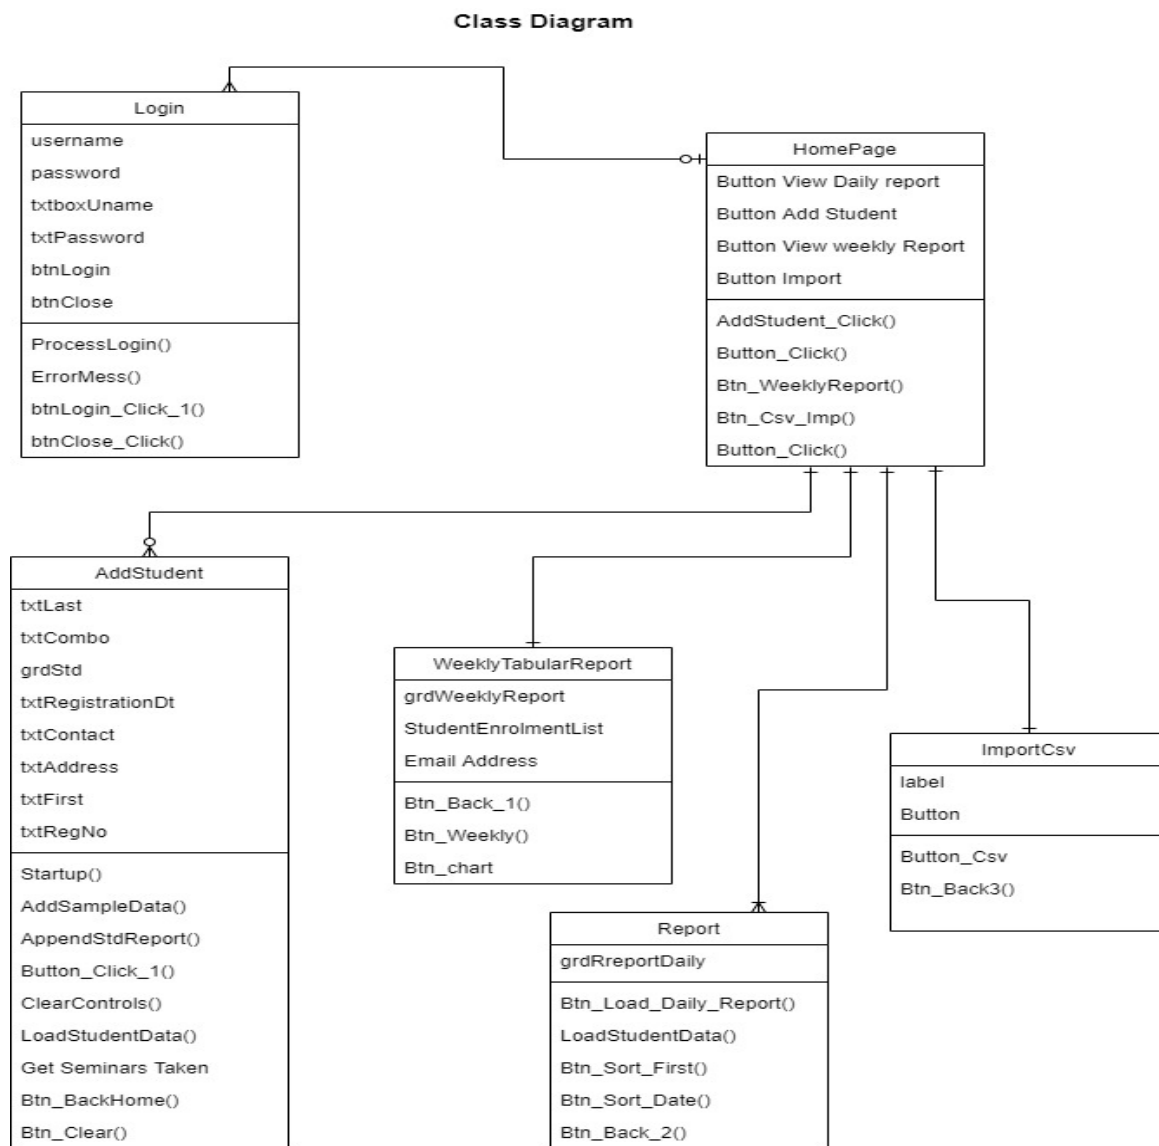 Class Diagram
Login
username
password
txtboxUname
txtPassword
btnLogin
btnClose
ProcessLogin()
ErrorMess()
btnLogin_Click_1()
btnClose_Click()
HomePage
Button View Daily report
Button Add Student
Button View weekly Report
Button Import
AddStudent_Click()
Button_Click()
Btn_WeeklyReport()
Btn_Csv_Imp()
Button_Click()
AddStudent
txtLast
txtCombo
grdStd
txtRegistrationDt
txtContact
txtAddress
txtFirst
txtRegNo
Startup()
AddSampleData()
AppendStdReport()
Button_Click_1()
ClearControls()
LoadStudentData()
Get Seminars Taken
Btn_BackHome()
Btn_Clear()
WeeklyTabularReport
grdWeeklyReport
StudentEnrolmentList
Email Address
Btn_Back_1()
Btn_Weekly()
Btn_chart
Report
grdRreportDaily
Btn_Load_Daily_Report()
LoadStudentData()
Btn_Sort_First()
Btn_Sort_Date()
Btn_Back_2()
ImportCsv
label
Button
Button_Csv
Btn_Back3()